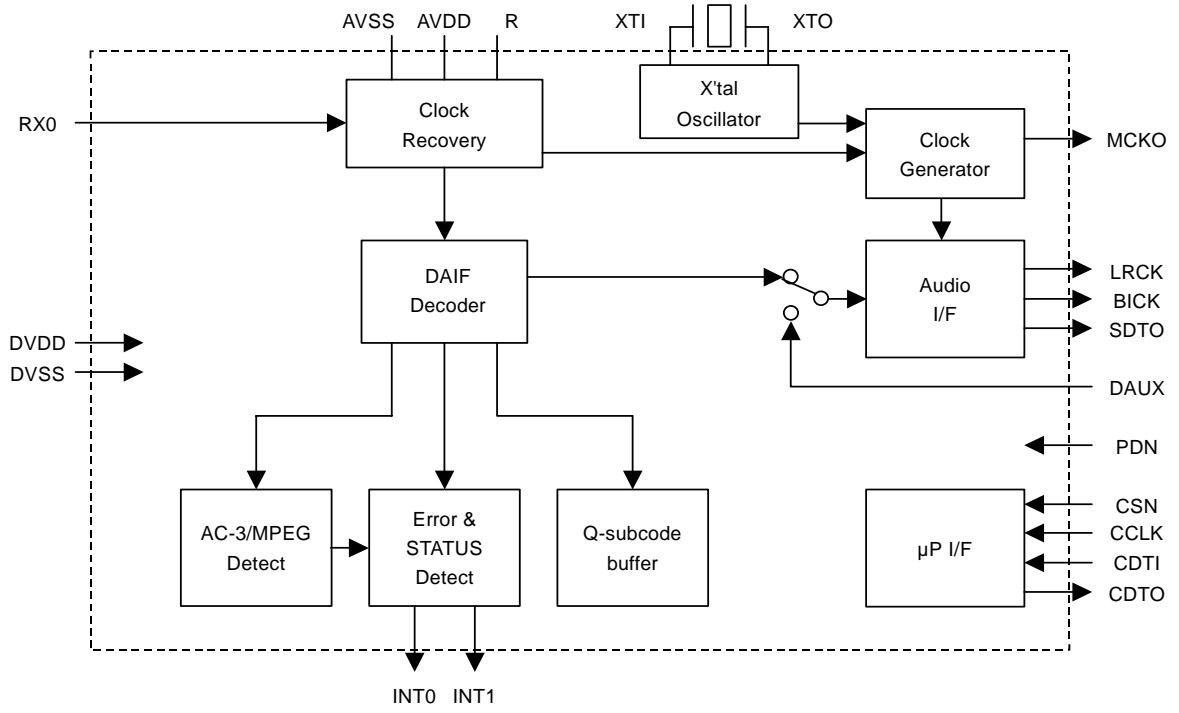 AVSS AVDD R XTI XTO
X'tal
Oscillator
RX0
Clock
Recovery
Clock
Generator
MCKO
DAIF
Decoder
Audio
I/F
LRCK
BICK
SDTO
DVDD
DVSS
DAUX
PDN
AC-3/MPEG
Detect
Error &
STATUS
Detect
Q-subcode
buffer
µP I/F
CSN
CCLK
CDTI
CDTO
INT0 INT1